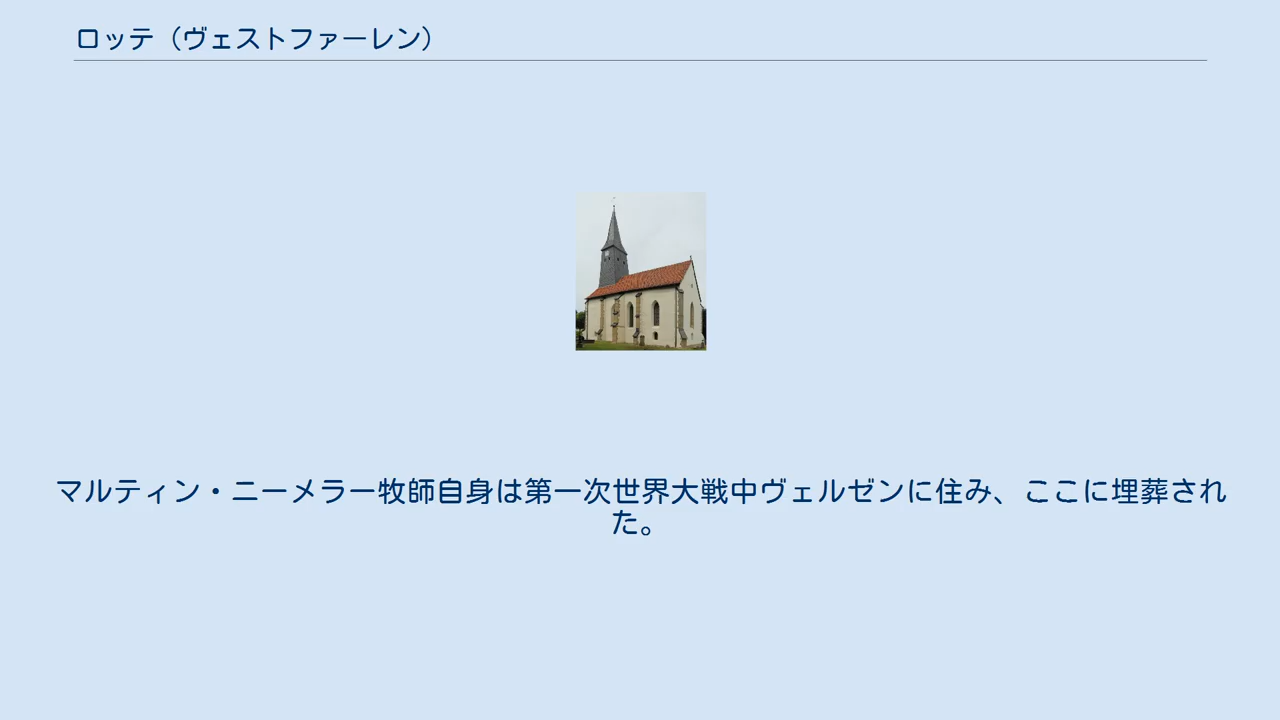 ロッテ（ヴェストファーレン）
マルティン・ニーメラー牧師自身は第一次世界大戦中ヴェルゼンに住み、ここに埋葬され
た。